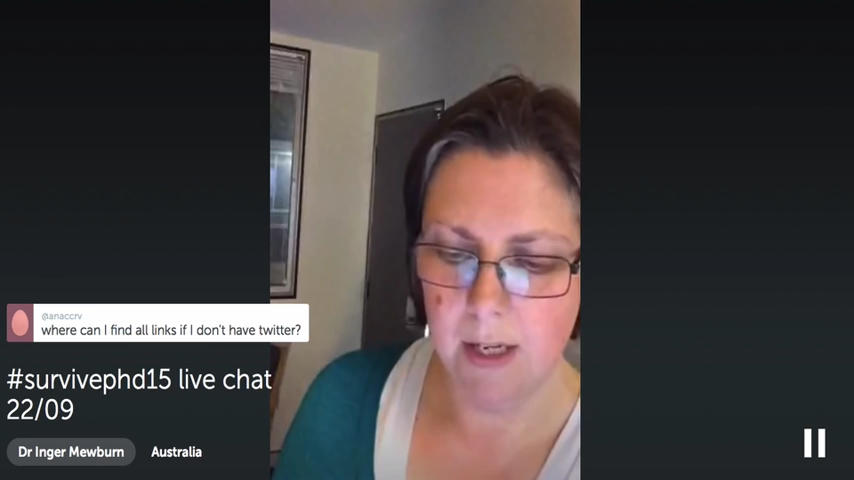 @anaccrv
where can I find all links if I don't have twitter?
#survivephd15 live chat
22/09
Dr Inger Mewburn
Australia